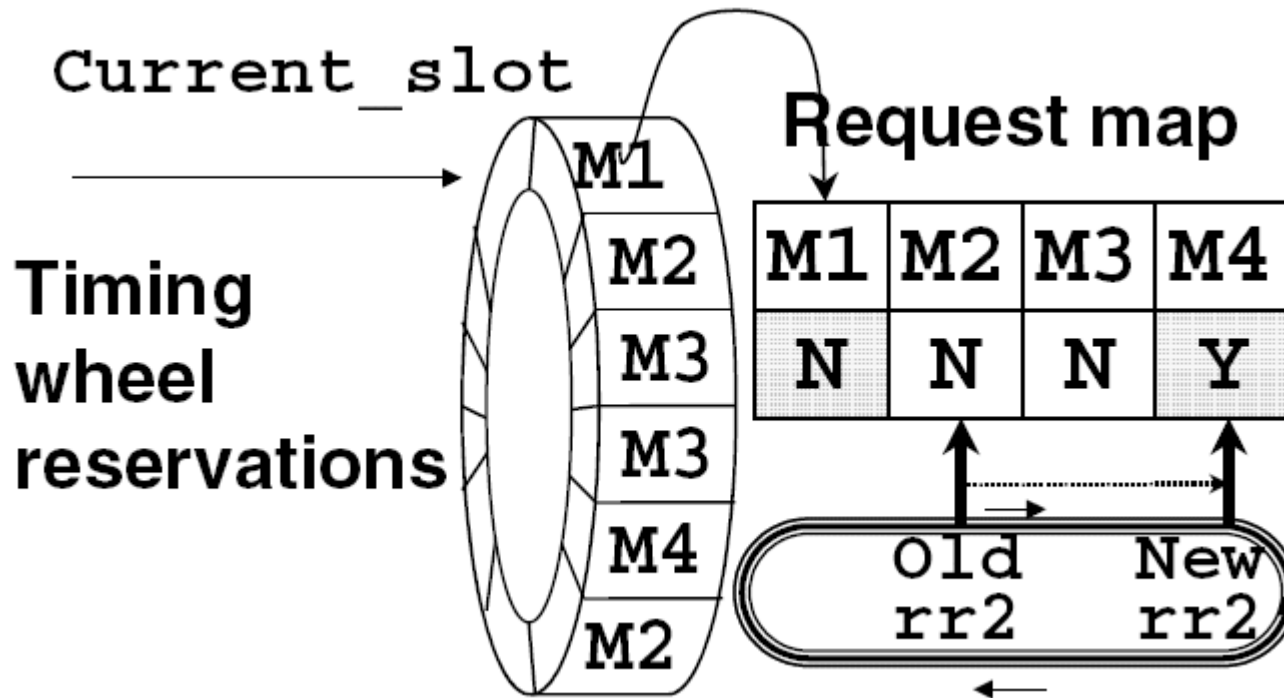 Current_slot
Timing
wheel
reservations
M1
M2
M3
M3
M4
M2
Request map
M1 M2 M3 M4
N N N Y
Old New
rr2 rr2